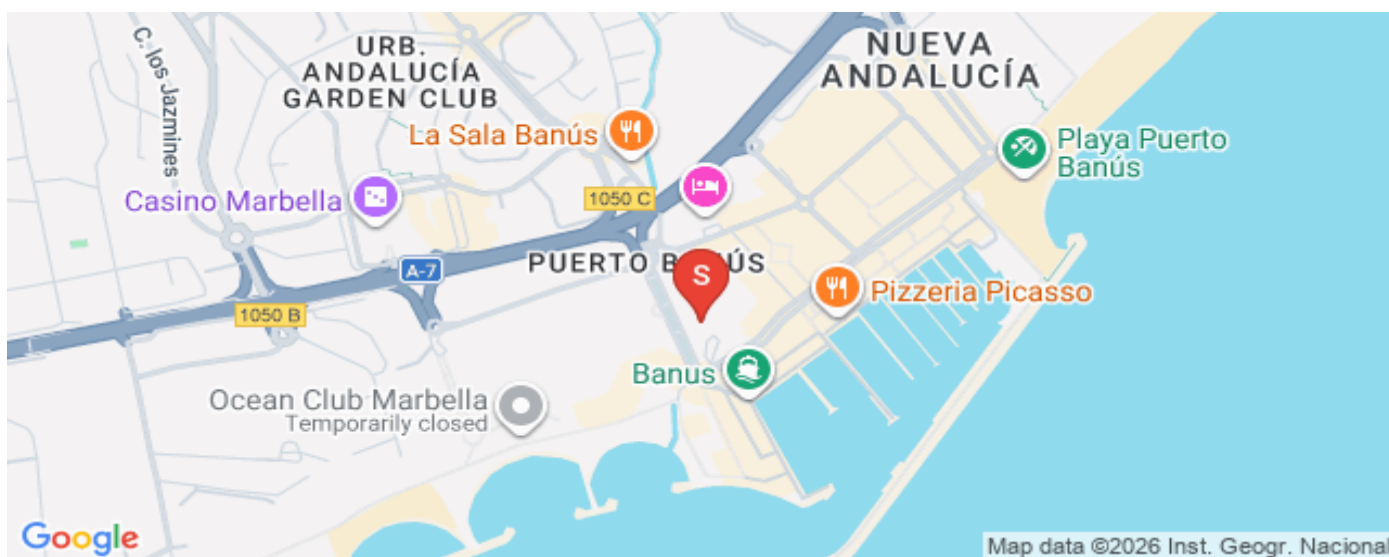 C. los Jazmines
URB.
ANDALUCÍA
GARDEN CLUB
NUEVA
ANDALUCÍA
La Sala Banús
Playa Puerto
Banús
Casino Marbella
1050 C
PUERTO BANÚS
S
A-7
Pizzeria Picasso
1050 B
Banus
Ocean Club Marbella
Temporarily closed
Google
Map data ©2026 Inst. Geogr. Nacional